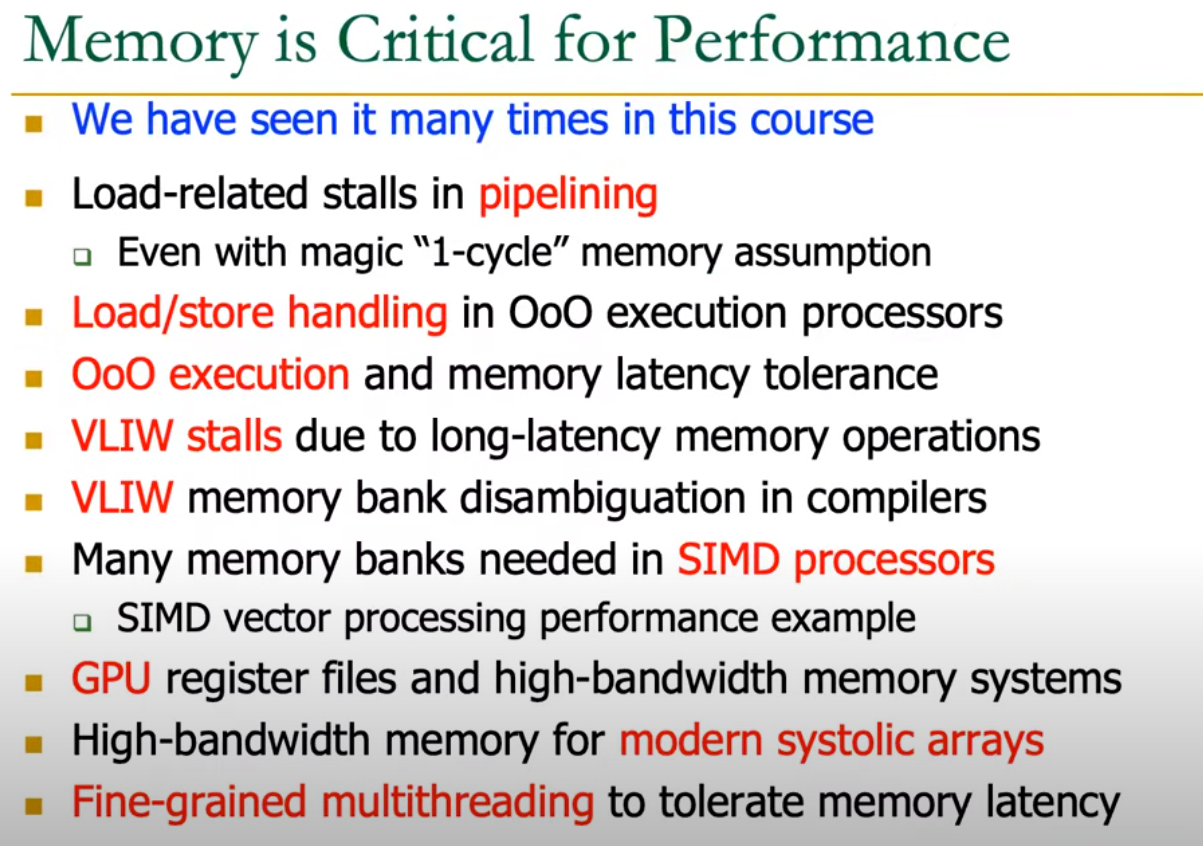 Memory is Critical for Performance
We have seen it many times in this course
Load-related stalls in pipelining
Even with magic “1-cycle” memory assumption
Load/store handling in OoO execution processors
OoO execution and memory latency tolerance
VLIW stalls due to long-latency memory operations
VLIW memory bank disambiguation in compilers
Many memory banks needed in SIMD processors
SIMD vector processing performance example
GPU register files and high-bandwidth memory systems
High-bandwidth memory for modern systolic arrays
Fine-grained multithreading to tolerate memory latency